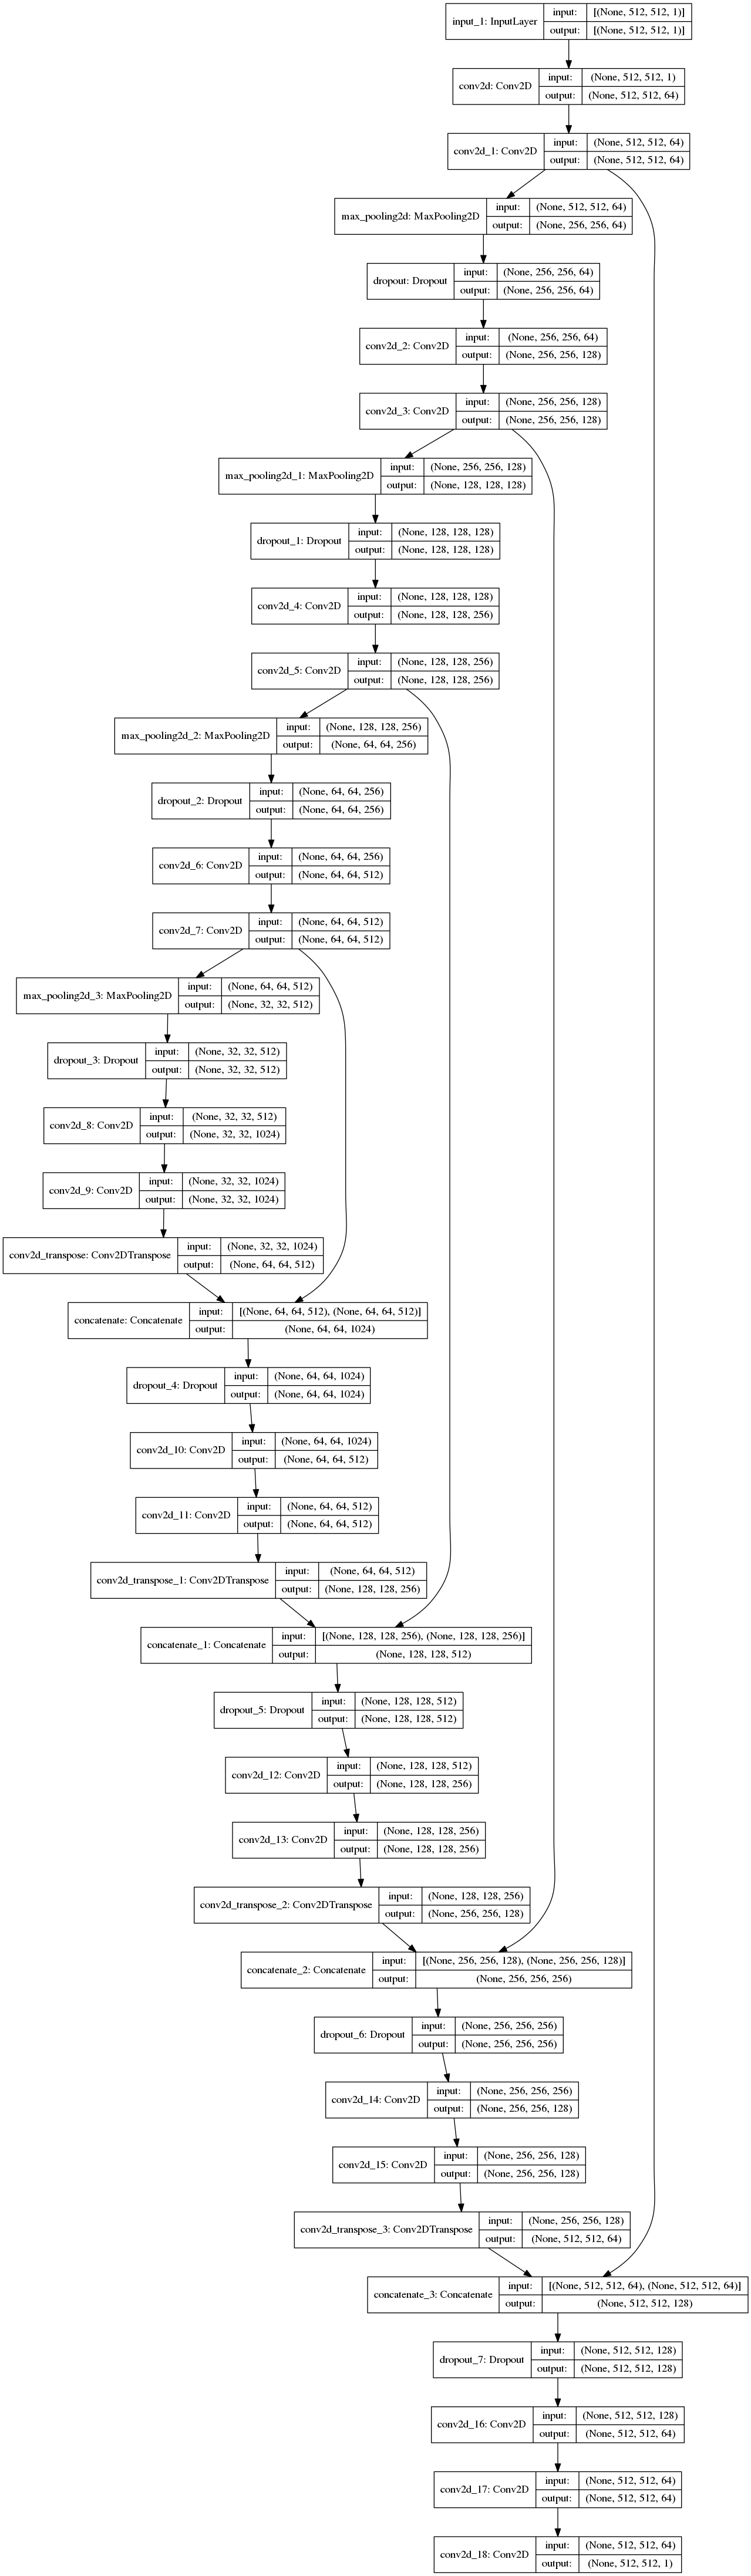 input_1: InputLayer
input: [(None, 512, 512, 1)]
output: [(None, 512, 512, 1)]
conv2d: Conv2D
input: (None, 512, 512, 1)
output: (None, 512, 512, 64)
conv2d_1: Conv2D
input: (None, 512, 512, 64)
output: (None, 512, 512, 64)
max_pooling2d: MaxPooling2D
input: (None, 512, 512, 64)
output: (None, 256, 256, 64)
dropout: Dropout
input: (None, 256, 256, 64)
output: (None, 256, 256, 64)
conv2d_2: Conv2D
input: (None, 256, 256, 64)
output: (None, 256, 256, 128)
conv2d_3: Conv2D
input: (None, 256, 256, 128)
output: (None, 256, 256, 128)
max_pooling2d_1: MaxPooling2D
input: (None, 256, 256, 128)
output: (None, 128, 128, 128)
dropout_1: Dropout
input: (None, 128, 128, 128)
output: (None, 128, 128, 128)
conv2d_4: Conv2D
input: (None, 128, 128, 128)
output: (None, 128, 128, 256)
conv2d_5: Conv2D
input: (None, 128, 128, 256)
output: (None, 128, 128, 256)
max_pooling2d_2: MaxPooling2D
input: (None, 128, 128, 256)
output: (None, 64, 64, 256)
dropout_2: Dropout
input: (None, 64, 64, 256)
output: (None, 64, 64, 256)
conv2d_6: Conv2D
input: (None, 64, 64, 256)
output: (None, 64, 64, 512)
conv2d_7: Conv2D
input: (None, 64, 64, 512)
output: (None, 64, 64, 512)
max_pooling2d_3: MaxPooling2D
input: (None, 64, 64, 512)
output: (None, 32, 32, 512)
dropout_3: Dropout
input: (None, 32, 32, 512)
output: (None, 32, 32, 512)
conv2d_8: Conv2D
input: (None, 32, 32, 512)
output: (None, 32, 32, 1024)
conv2d_9: Conv2D
input: (None, 32, 32, 1024)
output: (None, 32, 32, 1024)
conv2d_transpose: Conv2DTranspose
input: (None, 32, 32, 1024)
output: (None, 64, 64, 512)
concatenate: Concatenate
input: [(None, 64, 64, 512), (None, 64, 64, 512)]
output: (None, 64, 64, 1024)
dropout_4: Dropout
input: (None, 64, 64, 1024)
output: (None, 64, 64, 1024)
conv2d_10: Conv2D
input: (None, 64, 64, 1024)
output: (None, 64, 64, 512)
conv2d_11: Conv2D
input: (None, 64, 64, 512)
output: (None, 64, 64, 512)
conv2d_transpose_1: Conv2DTranspose
input: (None, 64, 64, 512)
output: (None, 128, 128, 256)
concatenate_1: Concatenate
input: [(None, 128, 128, 256), (None, 128, 128, 256)]
output: (None, 128, 128, 512)
dropout_5: Dropout
input: (None, 128, 128, 512)
output: (None, 128, 128, 512)
conv2d_12: Conv2D
input: (None, 128, 128, 512)
output: (None, 128, 128, 256)
conv2d_13: Conv2D
input: (None, 128, 128, 256)
output: (None, 128, 128, 256)
conv2d_transpose_2: Conv2DTranspose
input: (None, 128, 128, 256)
output: (None, 256, 256, 128)
concatenate_2: Concatenate
input: [(None, 256, 256, 128), (None, 256, 256, 128)]
output: (None, 256, 256, 256)
dropout_6: Dropout
input: (None, 256, 256, 256)
output: (None, 256, 256, 256)
conv2d_14: Conv2D
input: (None, 256, 256, 256)
output: (None, 256, 256, 128)
conv2d_15: Conv2D
input: (None, 256, 256, 128)
output: (None, 256, 256, 128)
conv2d_transpose_3: Conv2DTranspose
input: (None, 256, 256, 128)
output: (None, 512, 512, 64)
concatenate_3: Concatenate
input: [(None, 512, 512, 64), (None, 512, 512, 64)]
output: (None, 512, 512, 128)
dropout_7: Dropout
input: (None, 512, 512, 128)
output: (None, 512, 512, 128)
conv2d_16: Conv2D
input: (None, 512, 512, 128)
output: (None, 512, 512, 64)
conv2d_17: Conv2D
input: (None, 512, 512, 64)
output: (None, 512, 512, 64)
conv2d_18: Conv2D
input: (None, 512, 512, 64)
output: (None, 512, 512, 1)